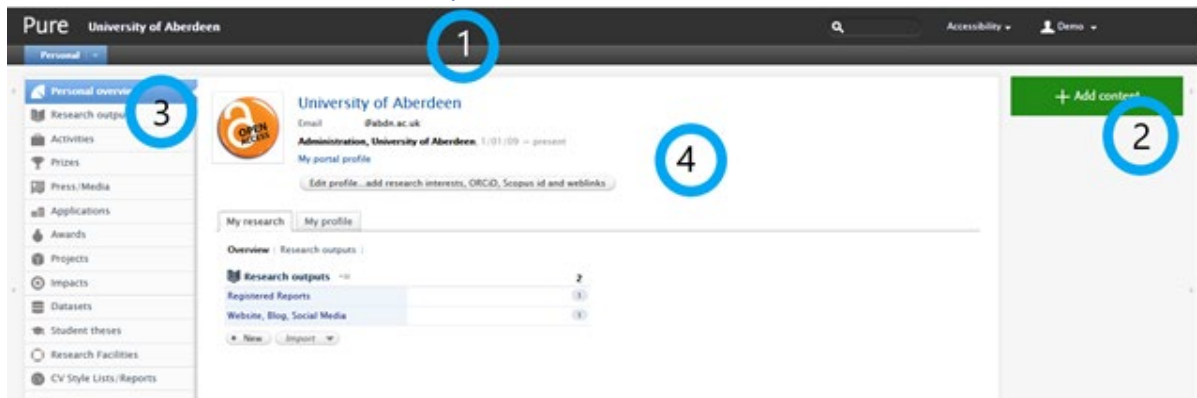 Pure University of Aberdeen
Accessibility
Demo
1
Personal
Personal overview
Research outpu
Activities
Prizes
Press/Media
Applications
Awards
Projects
Impacts
Datasets
Student theses
Research Facilities
CV Style Lists/Reports
3
OPEN
ACCESS
University of Aberdeen
Email @abdn.ac.uk
Administration, University of Aberdeen, 1/01/09 – present
My portal profile
Edit profile...add research interests, ORCiD, Scopus id and weblinks
4
My research My profile
Overview Research outputs
Research outputs 2
Registered Reports 1
Website, Blog, Social Media 1
+ New Import
+ Add content
2